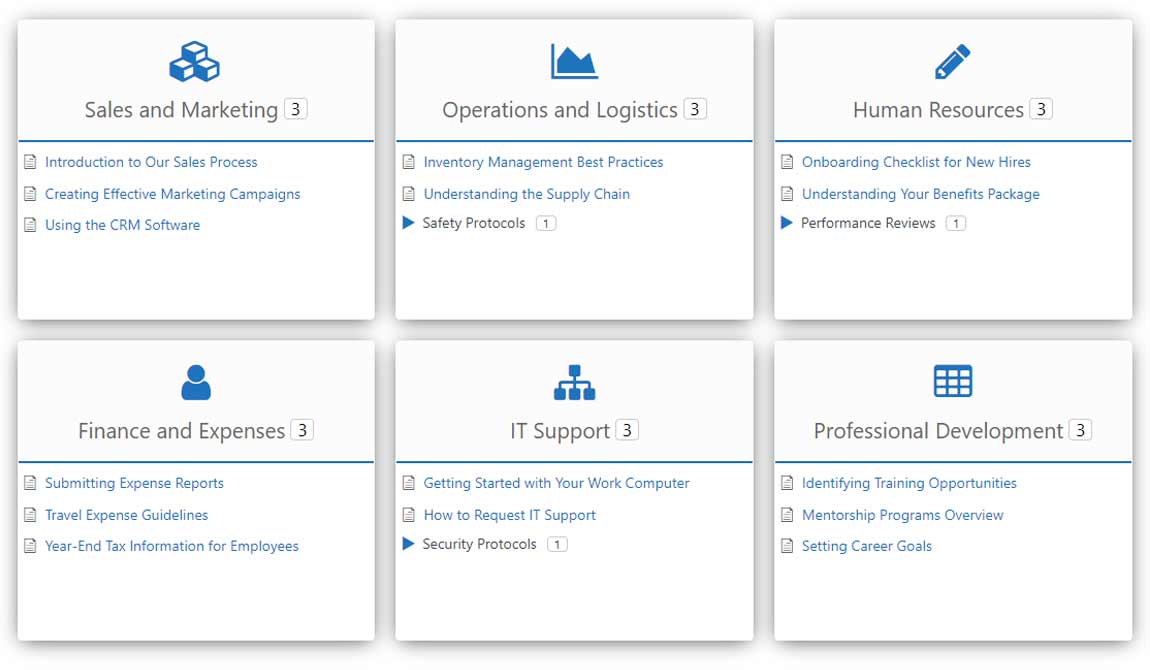 Sales and Marketing 3
Introduction to Our Sales Process
Creating Effective Marketing Campaigns
Using the CRM Software
Operations and Logistics 3
Inventory Management Best Practices
Understanding the Supply Chain
Safety Protocols 1
Human Resources 3
Onboarding Checklist for New Hires
Understanding Your Benefits Package
Performance Reviews 1
Finance and Expenses 3
Submitting Expense Reports
Travel Expense Guidelines
Year-End Tax Information for Employees
IT Support 3
Getting Started with Your Work Computer
How to Request IT Support
Security Protocols 1
Professional Development 3
Identifying Training Opportunities
Mentorship Programs Overview
Setting Career Goals